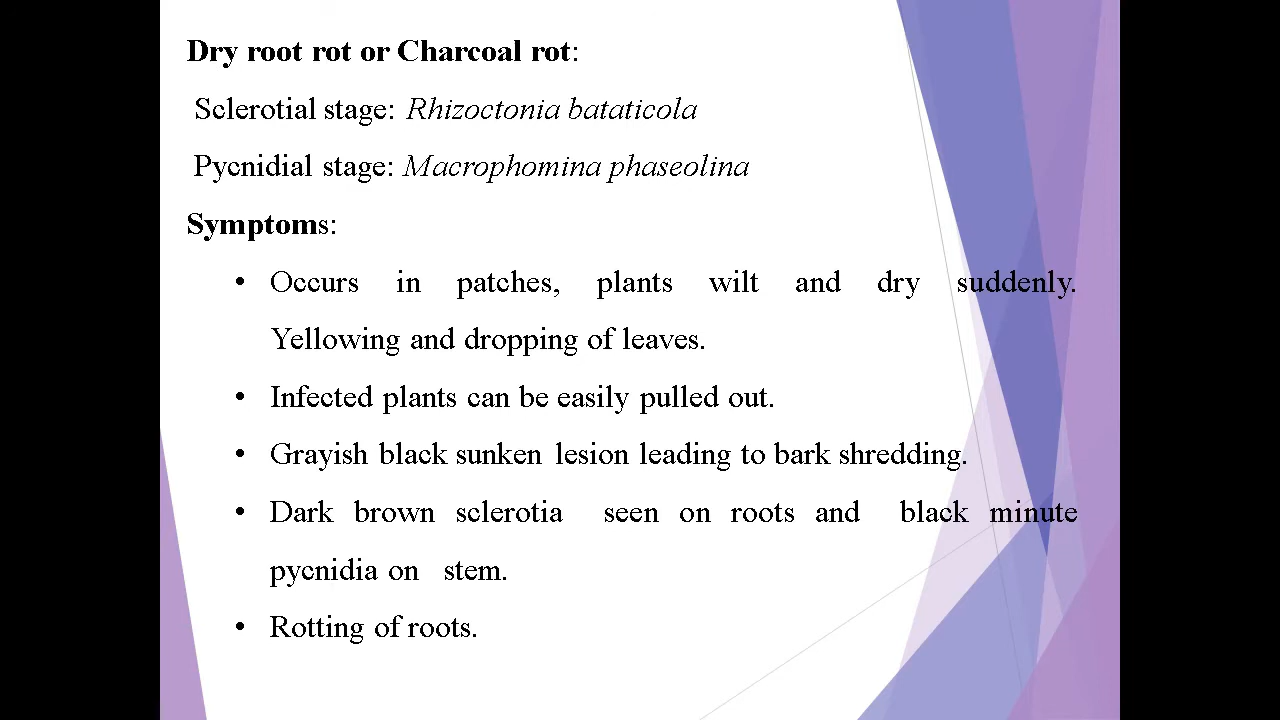 Dry root rot or Charcoal rot:
Sclerotial stage: Rhizoctonia bataticola
Pycnidial stage: Macrophomina phaseolina
Symptoms:
• Occurs in patches, plants wilt and dry suddenly.
Yellowing and dropping of leaves.
• Infected plants can be easily pulled out.
• Grayish black sunken lesion leading to bark shredding.
• Dark brown sclerotia seen on roots and black minute
pycnidia on stem.
• Rotting of roots.